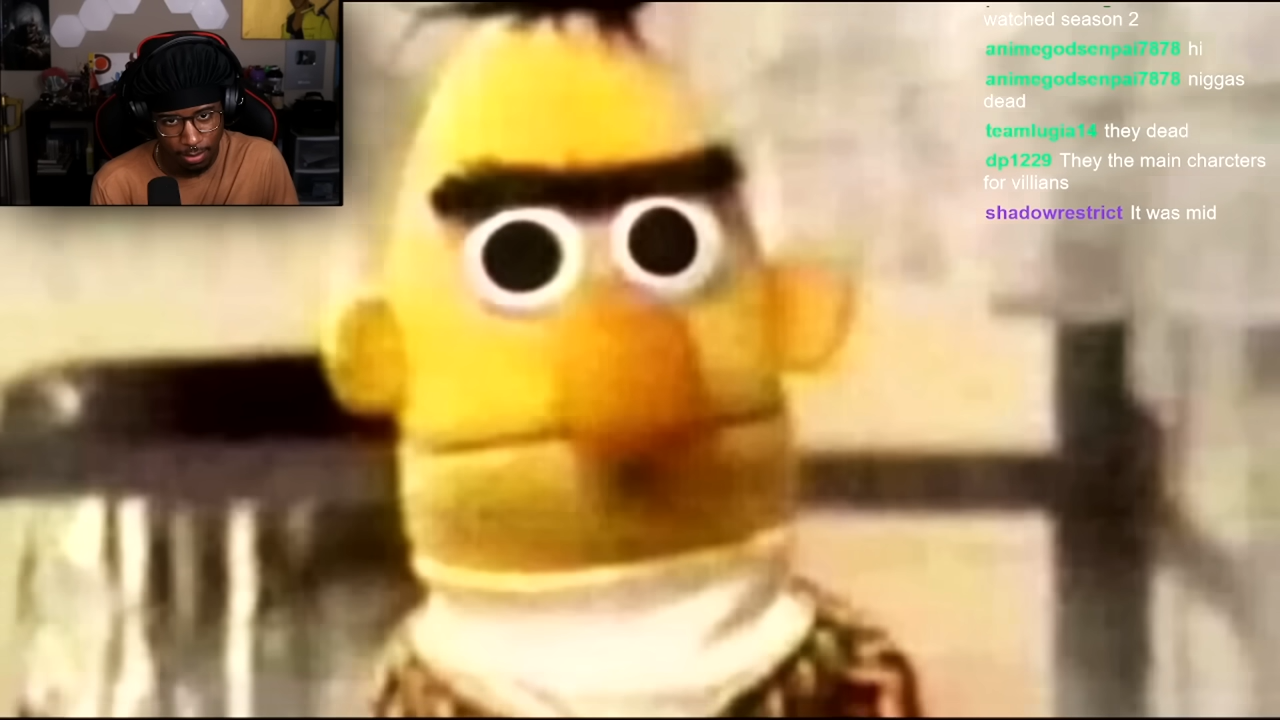 watched season 2
animegodsenpai7878 hi
animegodsenpai7878 niggas
dead
teamlugia14 they dead
dp1229 They the main charcters
for villians
shadowrestrict It was mid